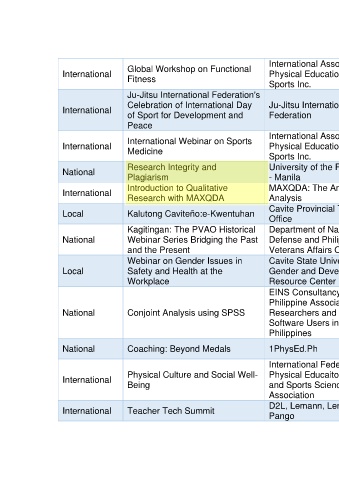 International Asso
Global Workshop on Functional
Physical Educatio
International
Fitness
Sports Inc.
Ju-Jitsu International Federation's
Celebration of International Day
Ju-Jitsu Internatio
International
of Sport for Development and
Federation
Peace
International Asso
International Webinar on Sports
Physical Educatio
International
Medicine
Sports Inc.
Research Integrity and
University of the P
National
Plagiarism
- Manila
Introduction to Qualitative
MAXQDA: The Ar
International
Research with MAXQDA
Analysis
Cavite Provincial T
Local
Kalutong Caviteño:e-Kwentuhan
Office
Kagitingan: The PVAO Historical
Department of Na
National
Webinar Series Bridging the Past
Defense and Phili
and the Present
Veterans Affairs O
Webinar on Gender Issues in
Cavite State Unive
Local
Safety and Health at the
Gender and Deve
Workplace
Resource Center
EINS Consultancy
Philippine Associa
National
Conjoint Analysis using SPSS
Researchers and
Software Users in
Philippines
National
Coaching: Beyond Medals
1PhysEd.Ph
International Fede
Physical Culture and Social Well-
Physical Educaito
International
Being
and Sports Scienc
Association
International
Teacher Tech Summit
D2L, Lemann, Ler
Pango